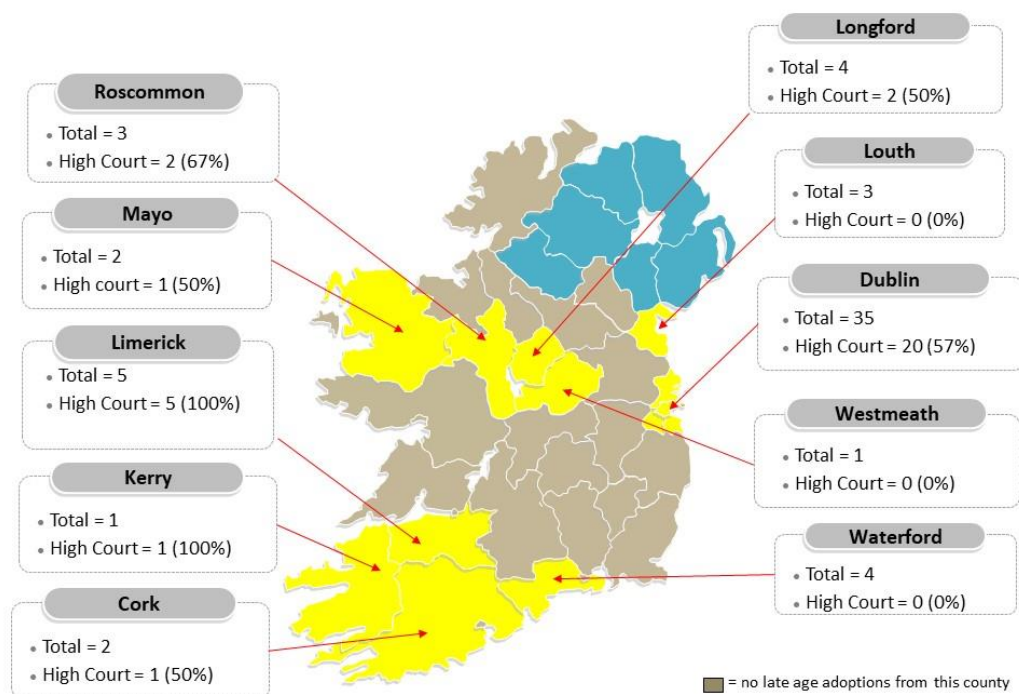 Roscommon
Total = 3
High Court = 2 (67%)
Mayo
Total = 2
High court = 1 (50%)
Limerick
Total = 5
High Court = 5 (100%)
Kerry
Total = 1
High Court = 1 (100%)
Cork
Total = 2
High Court = 1 (50%)
Longford
Total = 4
High Court = 2 (50%)
Louth
Total = 3
High Court = 0 (0%)
Dublin
Total = 35
High Court = 20 (57%)
Westmeath
Total = 1
High Court = 0 (0%)
Waterford
Total = 4
High Court = 0 (0%)
= no late age adoptions from this county